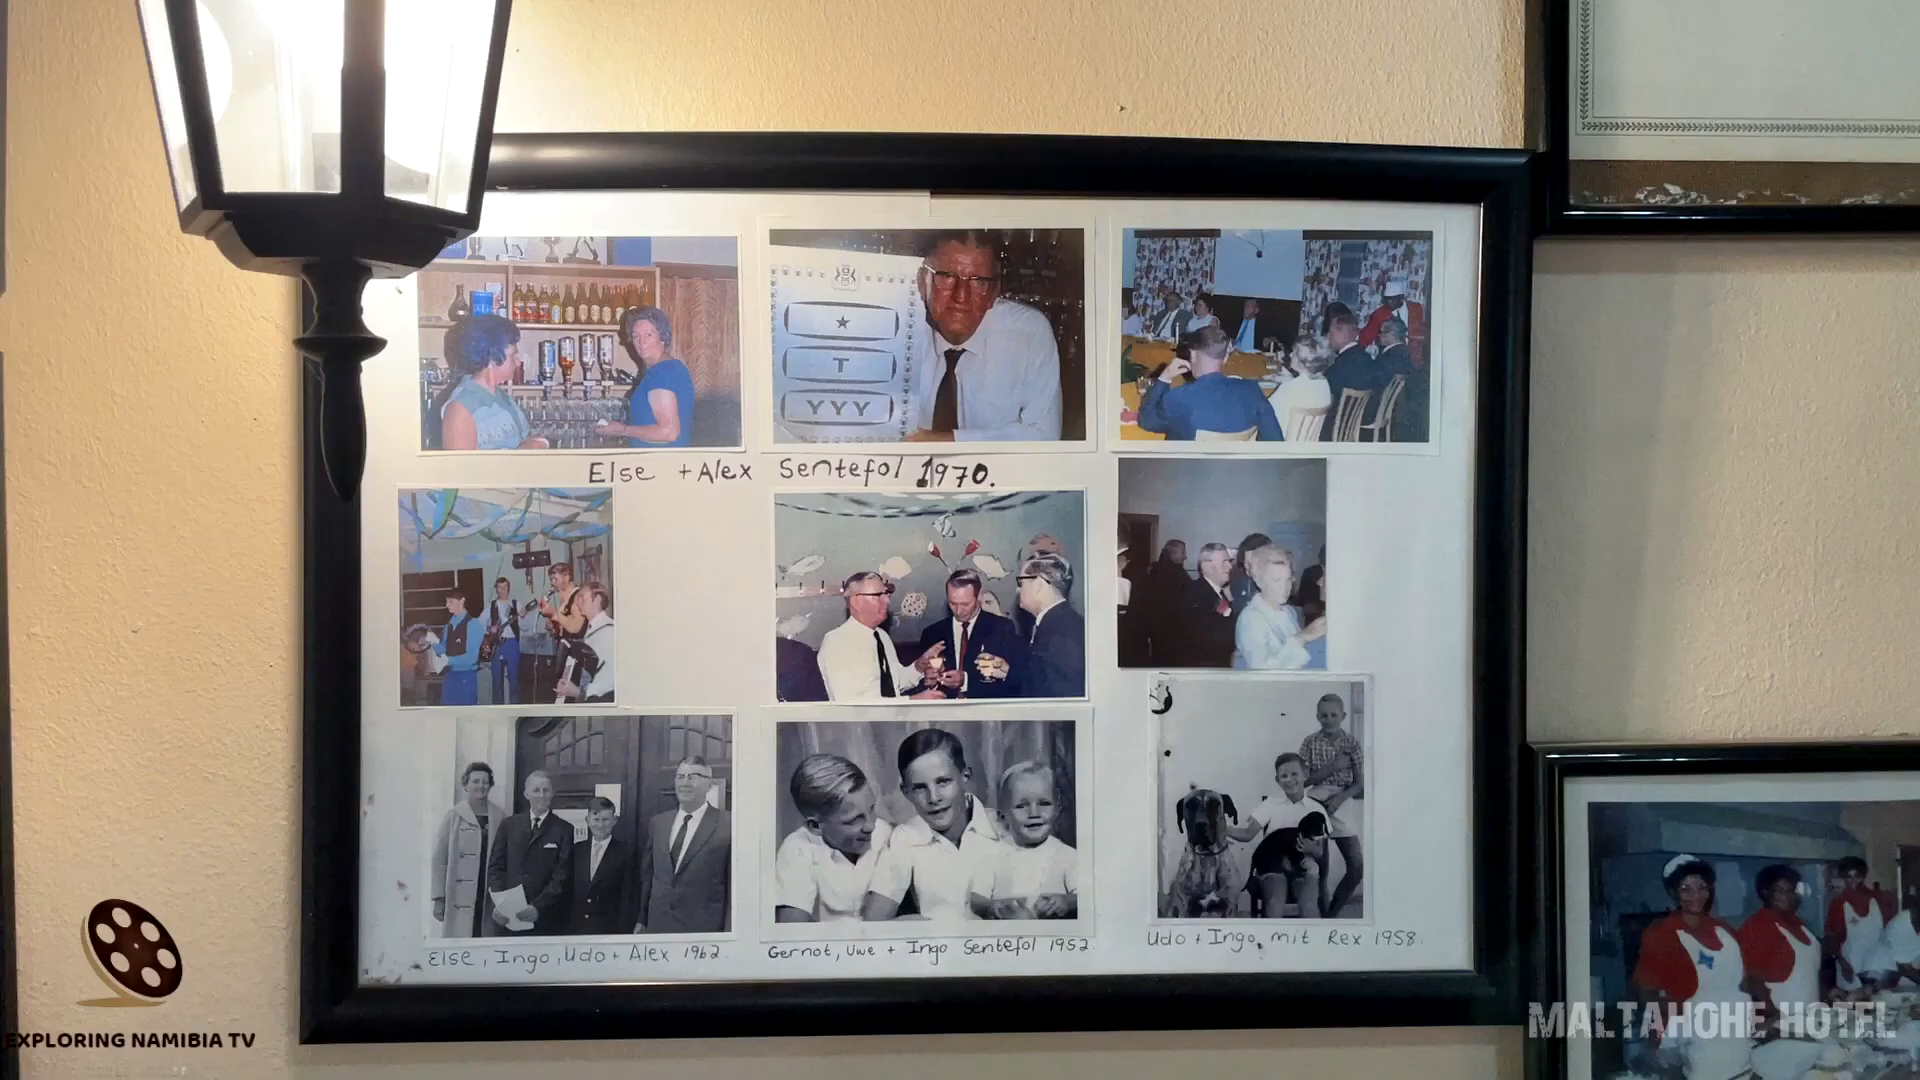 ★
T
YYY
Else + Alex Sentefol 1970.
Else, Ingo, Udo + Alex 1962.
Gernot, Uwe + Ingo Sentefol 1952.
Udo + Ingo, mit Rex 1958.
EXPLORING NAMIBIA TV
MALTAHOHE HOTEL